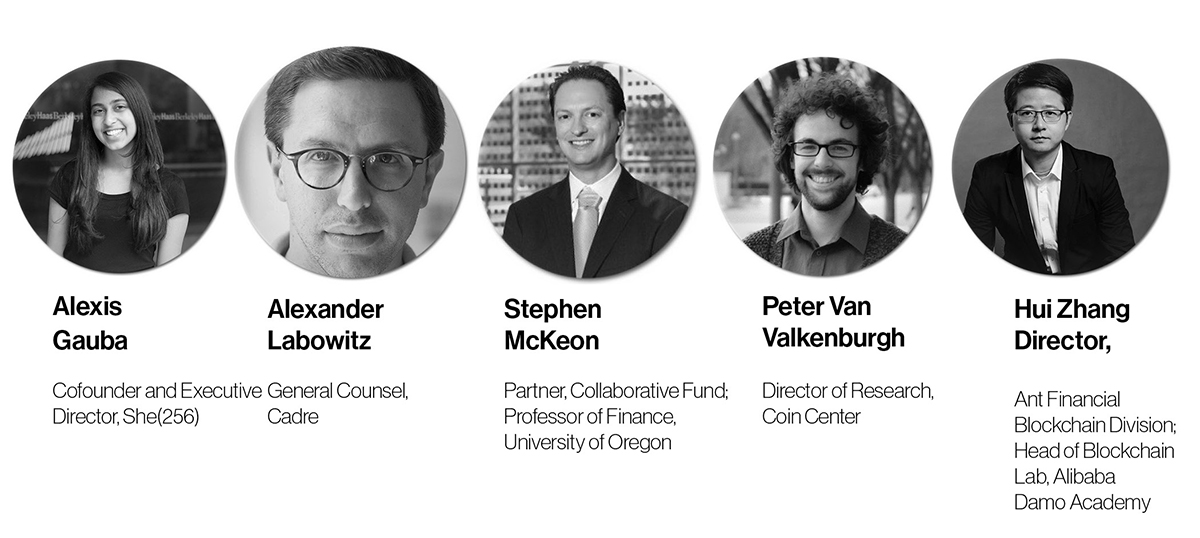 eleyHaasBerkel
eyHaasBerkeleyHaas
Alexis
Gauba
Cofounder and Executive
Director, She(256)
Alexander
Labowitz
General Counsel,
Cadre
Stephen
McKeon
Partner, Collaborative Fund;
Professor of Finance,
University of Oregon
Peter Van
Valkenburgh
Director of Research,
Coin Center
Hui Zhang
Director,
Ant Financial
Blockchain Division;
Head of Blockchain
Lab, Alibaba
Damo Academy